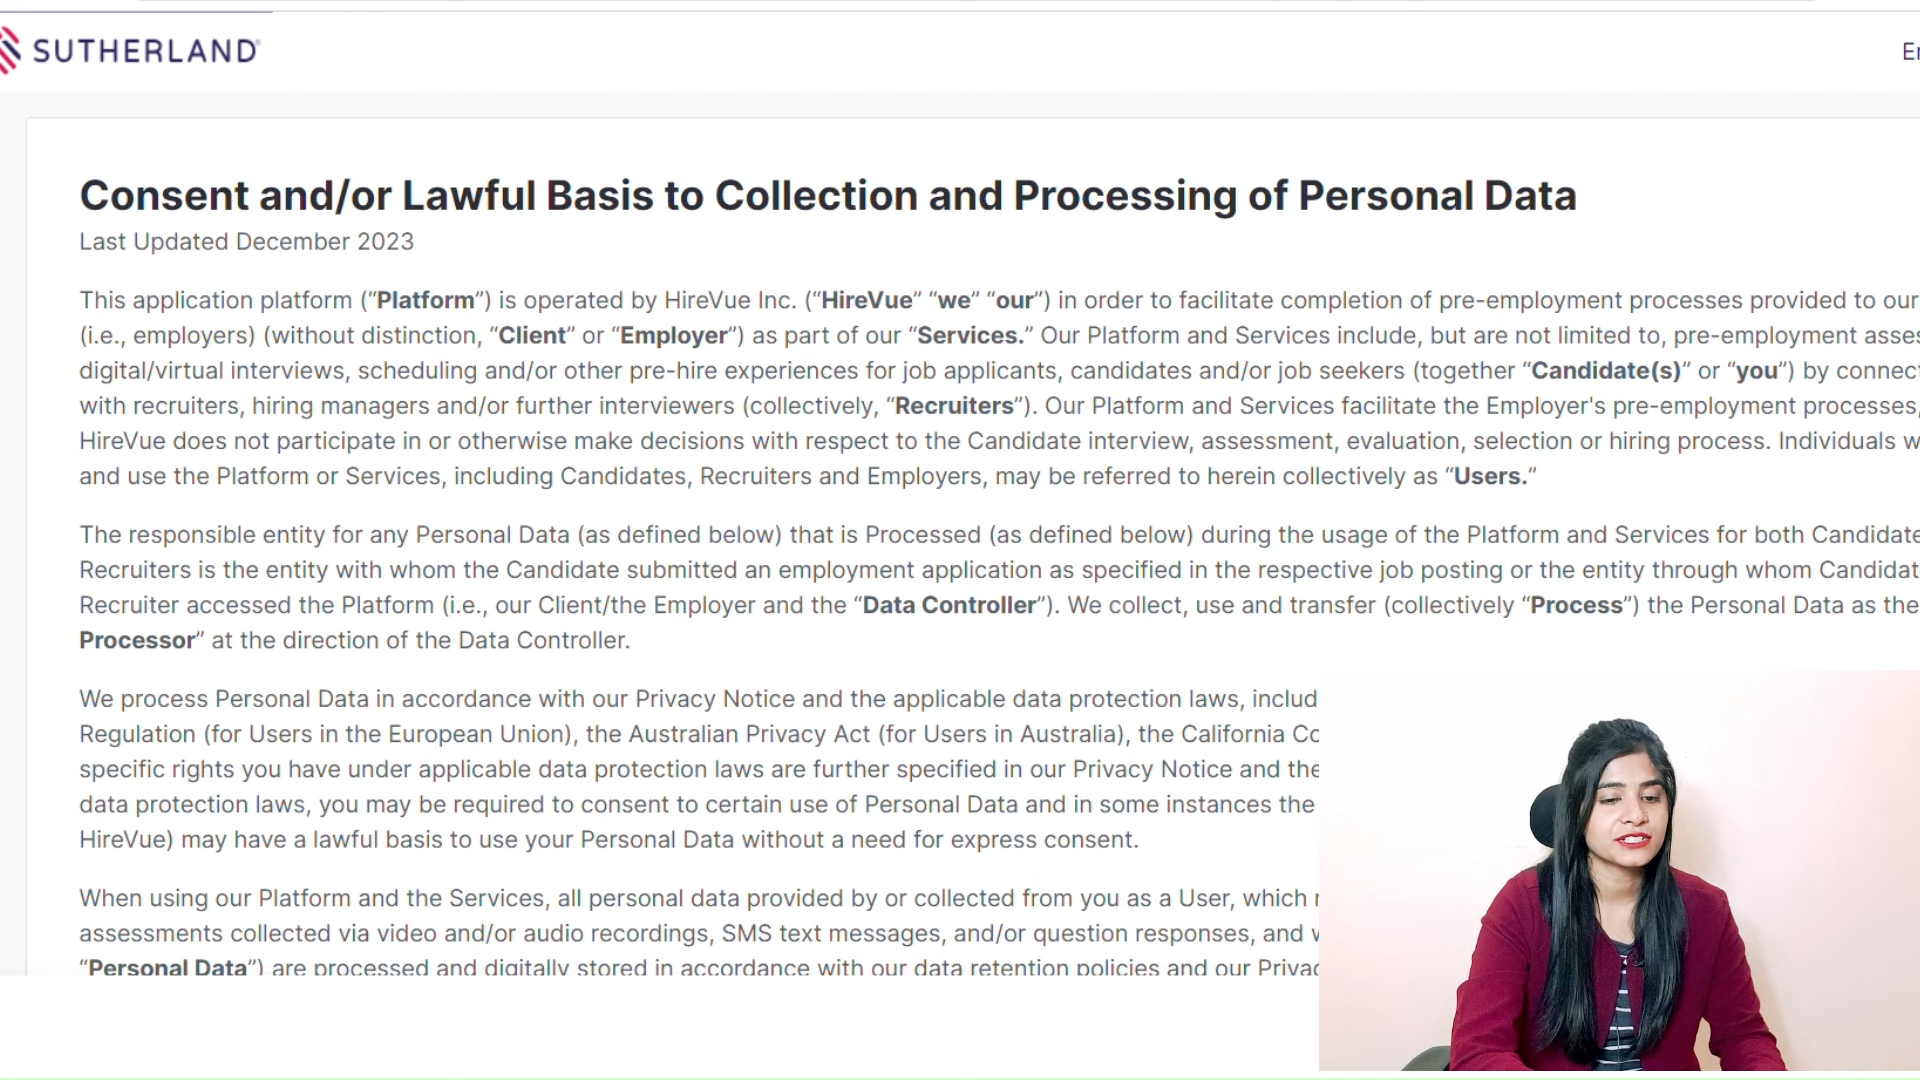 SUTHERLAND
Consent and/or Lawful Basis to Collection and Processing of Personal Data
Last Updated December 2023
This application platform (“Platform”) is operated by HireVue Inc. (“HireVue” “we” “our”) in order to facilitate completion of pre-employment processes provided to our
(i.e., employers) (without distinction, “Client” or “Employer”) as part of our “Services.” Our Platform and Services include, but are not limited to, pre-employment
digital/virtual interviews, scheduling and/or other pre-hire experiences for job applicants, candidates and/or job seekers (together “Candidate(s)” or “you”) by
with recruiters, hiring managers and/or further interviewers (collectively, “Recruiters”). Our Platform and Services facilitate the Employer's pre-employment processes,
HireVue does not participate in or otherwise make decisions with respect to the Candidate interview, assessment, evaluation, selection or hiring process. Individuals
and use the Platform or Services, including Candidates, Recruiters and Employers, may be referred to herein collectively as “Users.”
The responsible entity for any Personal Data (as defined below) that is Processed (as defined below) during the usage of the Platform and Services for both
Recruiters is the entity with whom the Candidate submitted an employment application as specified in the respective job posting or the entity through whom
Recruiter accessed the Platform (i.e., our Client/the Employer and the “Data Controller”). We collect, use and transfer (collectively “Process”) the Personal Data as the
Processor” at the direction of the Data Controller.
We process Personal Data in accordance with our Privacy Notice and the applicable data protection laws,
Regulation (for Users in the European Union), the Australian Privacy Act (for Users in Australia), the California
specific rights you have under applicable data protection laws are further specified in our Privacy Notice and the
data protection laws, you may be required to consent to certain use of Personal Data and in some instances the
HireVue) may have a lawful basis to use your Personal Data without a need for express consent.
When using our Platform and the Services, all personal data provided by or collected from you as a User, which
assessments collected via video and/or audio recordings, SMS text messages, and/or question responses, and
“Personal Data”) are processed and digitally stored in accordance with our data retention policies and our